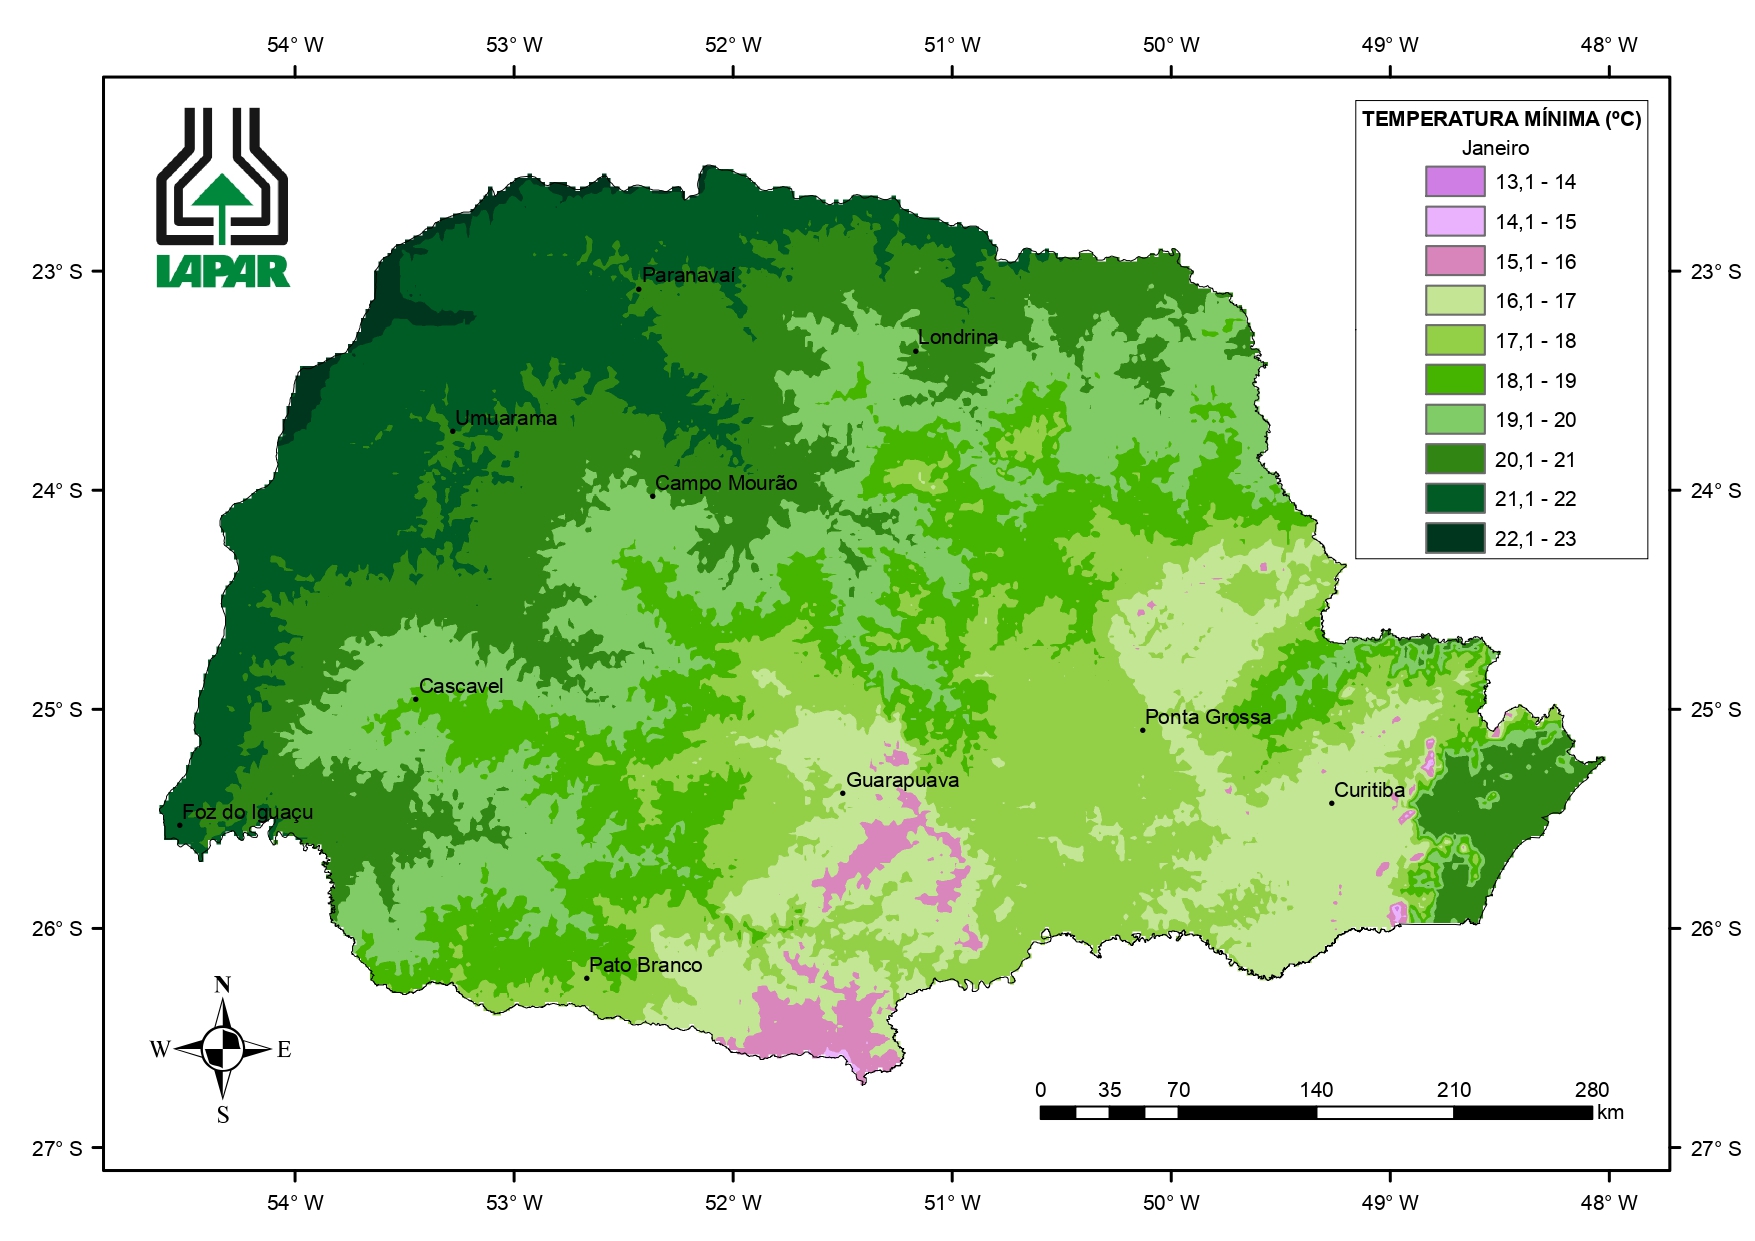 54° W 53° W 52° W 51° W 50° W 49° W 48° W
IAPAR
TEMPERATURA MÍNIMA (ºC)
Janeiro
13,1 - 14
14,1 - 15
15,1 - 16
16,1 - 17
17,1 - 18
18,1 - 19
19,1 - 20
20,1 - 21
21,1 - 22
22,1 - 23
23° S 23° S
Paranavaí
Londrina
Umuarama
Campo Mourão
24° S 24° S
Cascavel
25° S 25° S
Ponta Grossa
Guarapuava
Curitiba
Foz do Iguaçu
26° S 26° S
Pato Branco
N
W E
S
0 35 70 140 210 280
km
27° S 27° S
54° W 53° W 52° W 51° W 50° W 49° W 48° W